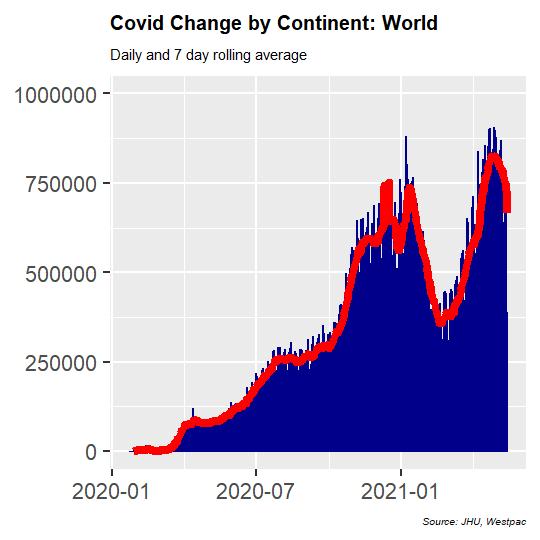 Covid Change by Continent: World
Daily and 7 day rolling average
1000000
750000
500000
250000
0
2020-01 2020-07 2021-01
Source: JHU, Westpac